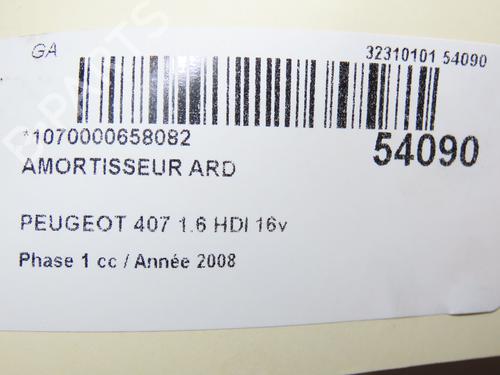 GA
32310101 54090
*1070000658082
54090
AMORTISSEUR ARD
PEUGEOT 407 1.6 HDI 16v
Phase 1 cc / Année 2008